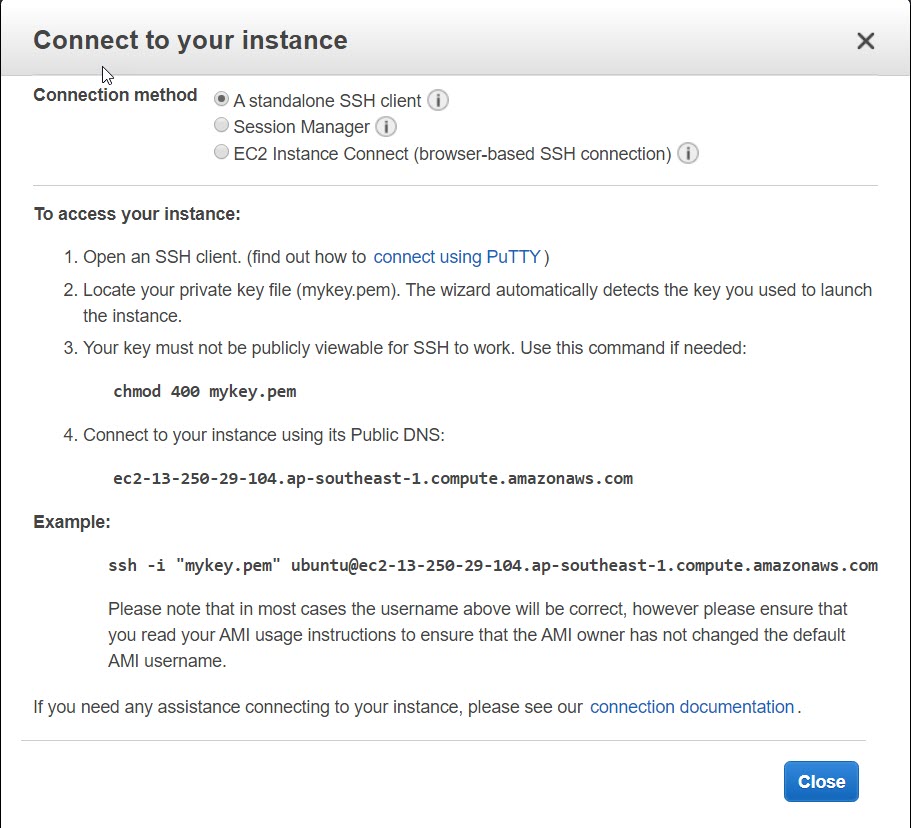 Connect to your instance
Connection method
A standalone SSH client
Session Manager
EC2 Instance Connect (browser-based SSH connection)
To access your instance:
1. Open an SSH client. (find out how to connect using PuTTY)
2. Locate your private key file (mykey.pem). The wizard automatically detects the key you used to launch
the instance.
3. Your key must not be publicly viewable for SSH to work. Use this command if needed:
chmod 400 mykey.pem
4. Connect to your instance using its Public DNS:
ec2-13-250-29-104.ap-southeast-1.compute.amazonaws.com
Example:
ssh -i "mykey.pem" ubuntu@ec2-13-250-29-104.ap-southeast-1.compute.amazonaws.com
Please note that in most cases the username above will be correct, however please ensure that
you read your AMI usage instructions to ensure that the AMI owner has not changed the default
AMI username.
If you need any assistance connecting to your instance, please see our connection documentation.
Close